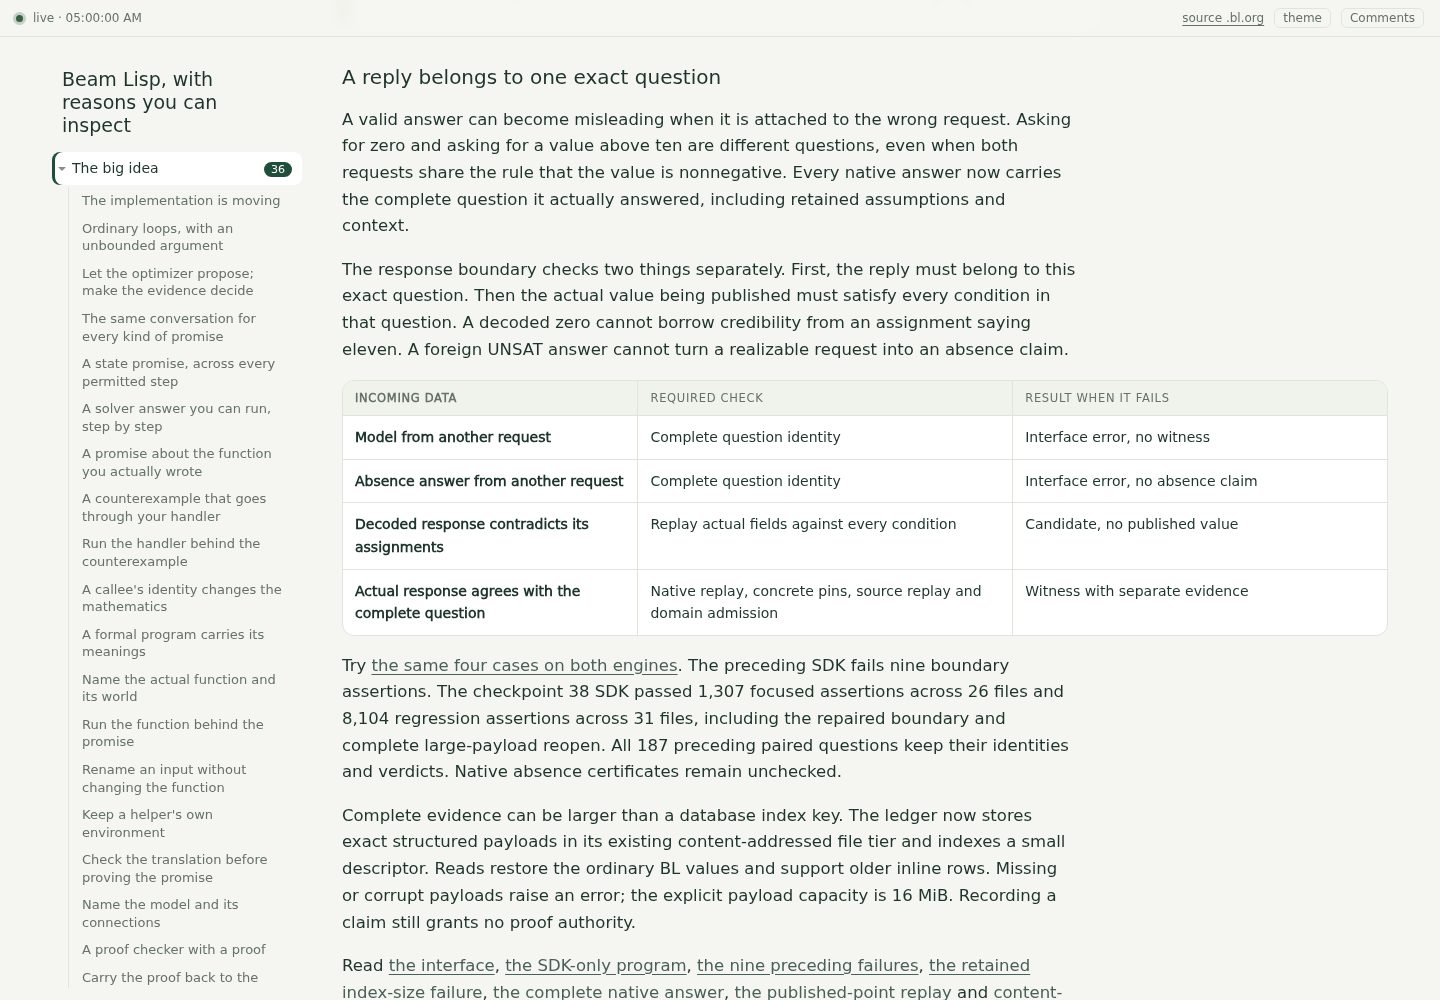 live · 05:00:00 AM
source .bl.org
theme
Comments
Beam Lisp, with
reasons you can
inspect
The big idea
36
The implementation is moving
Ordinary loops, with an
unbounded argument
Let the optimizer propose;
make the evidence decide
The same conversation for
every kind of promise
A state promise, across every
permitted step
A solver answer you can run,
step by step
A promise about the function
you actually wrote
A counterexample that goes
through your handler
Run the handler behind the
counterexample
A callee's identity changes the
mathematics
A formal program carries its
meanings
Name the actual function and
its world
Run the function behind the
promise
Rename an input without
changing the function
Keep a helper's own
environment
Check the translation before
proving the promise
Name the model and its
connections
A proof checker with a proof
Carry the proof back to the
A reply belongs to one exact question
A valid answer can become misleading when it is attached to the wrong request. Asking
for zero and asking for a value above ten are different questions, even when both
requests share the rule that the value is nonnegative. Every native answer now carries
the complete question it actually answered, including retained assumptions and
context.
The response boundary checks two things separately. First, the reply must belong to this
exact question. Then the actual value being published must satisfy every condition in
that question. A decoded zero cannot borrow credibility from an assignment saying
eleven. A foreign UNSAT answer cannot turn a realizable request into an absence claim.
INCOMING DATA
REQUIRED CHECK
RESULT WHEN IT FAILS
Model from another request
Complete question identity
Interface error, no witness
Absence answer from another request
Complete question identity
Interface error, no absence claim
Decoded response contradicts its
assignments
Replay actual fields against every condition
Candidate, no published value
Actual response agrees with the
complete question
Native replay, concrete pins, source replay and
domain admission
Witness with separate evidence
Try the same four cases on both engines. The preceding SDK fails nine boundary
assertions. The checkpoint 38 SDK passed 1,307 focused assertions across 26 files and
8,104 regression assertions across 31 files, including the repaired boundary and
complete large-payload reopen. All 187 preceding paired questions keep their identities
and verdicts. Native absence certificates remain unchecked.
Complete evidence can be larger than a database index key. The ledger now stores
exact structured payloads in its existing content-addressed file tier and indexes a small
descriptor. Reads restore the ordinary BL values and support older inline rows. Missing
or corrupt payloads raise an error; the explicit payload capacity is 16 MiB. Recording a
claim still grants no proof authority.
Read the interface, the SDK-only program, the nine preceding failures, the retained
index-size failure, the complete native answer, the published-point replay and content-